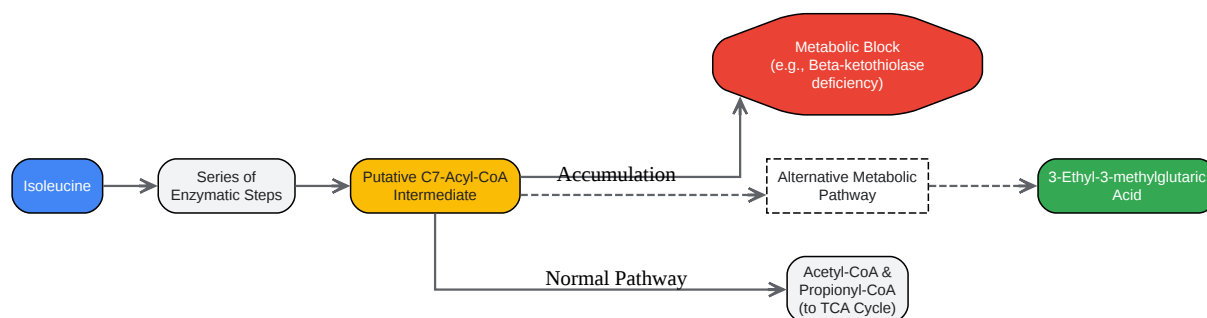 Metabolic Block
(e.g., Beta-ketothiolase
deficiency)
Isoleucine
Series of
Enzymatic Steps
Putative C7-Acyl-CoA
Intermediate
Accumulation
Alternative Metabolic
Pathway
3-Ethyl-3-methylglutaric
Acid
Normal Pathway
Acetyl-CoA &
Propionyl-CoA
(to TCA Cycle)